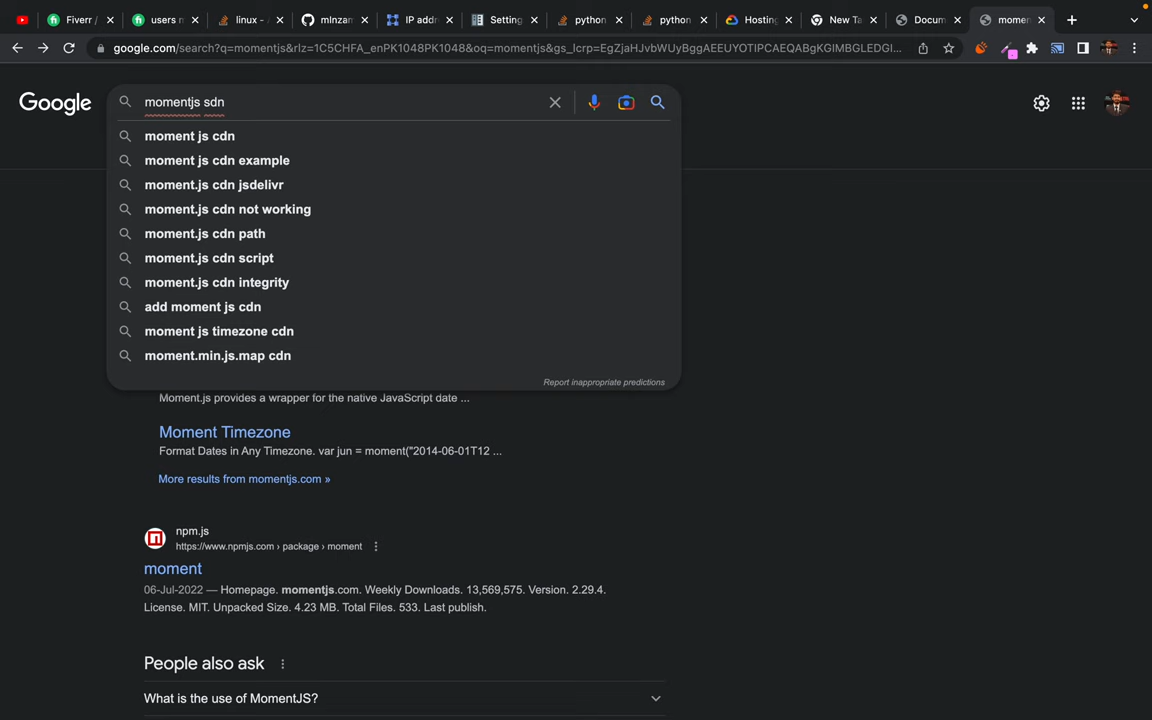 Fiverr /
users n
linux - A
mlnzam
IP addr
Setting
python
python
Hosting
New Ta
Docum
momen
google.com/search?q=momentjs&rlz=1C5CHFA_enPK1048PK1048&oq=momentjs&gs_lcrp=EgZjaHJvbWUyBggAEEUYOTIPCAEQABgKGIMBGLEDGI...
Google
momentjs sdn
moment js cdn
moment js cdn example
moment.js cdn jsdelivr
moment.js cdn not working
moment.js cdn path
moment.js cdn script
moment.js cdn integrity
add moment js cdn
moment js timezone cdn
moment.min.js.map cdn
Report inappropriate predictions
Moment.js provides a wrapper for the native JavaScript date ...
Moment Timezone
Format Dates in Any Timezone. var jun = moment("2014-06-01T12 ...
More results from momentjs.com »
npm.js
https://www.npmjs.com › package › moment
moment
06-Jul-2022 — Homepage. momentjs.com. Weekly Downloads. 13,569,575. Version. 2.29.4.
License. MIT. Unpacked Size. 4.23 MB. Total Files. 533. Last publish.
People also ask
What is the use of MomentJS?